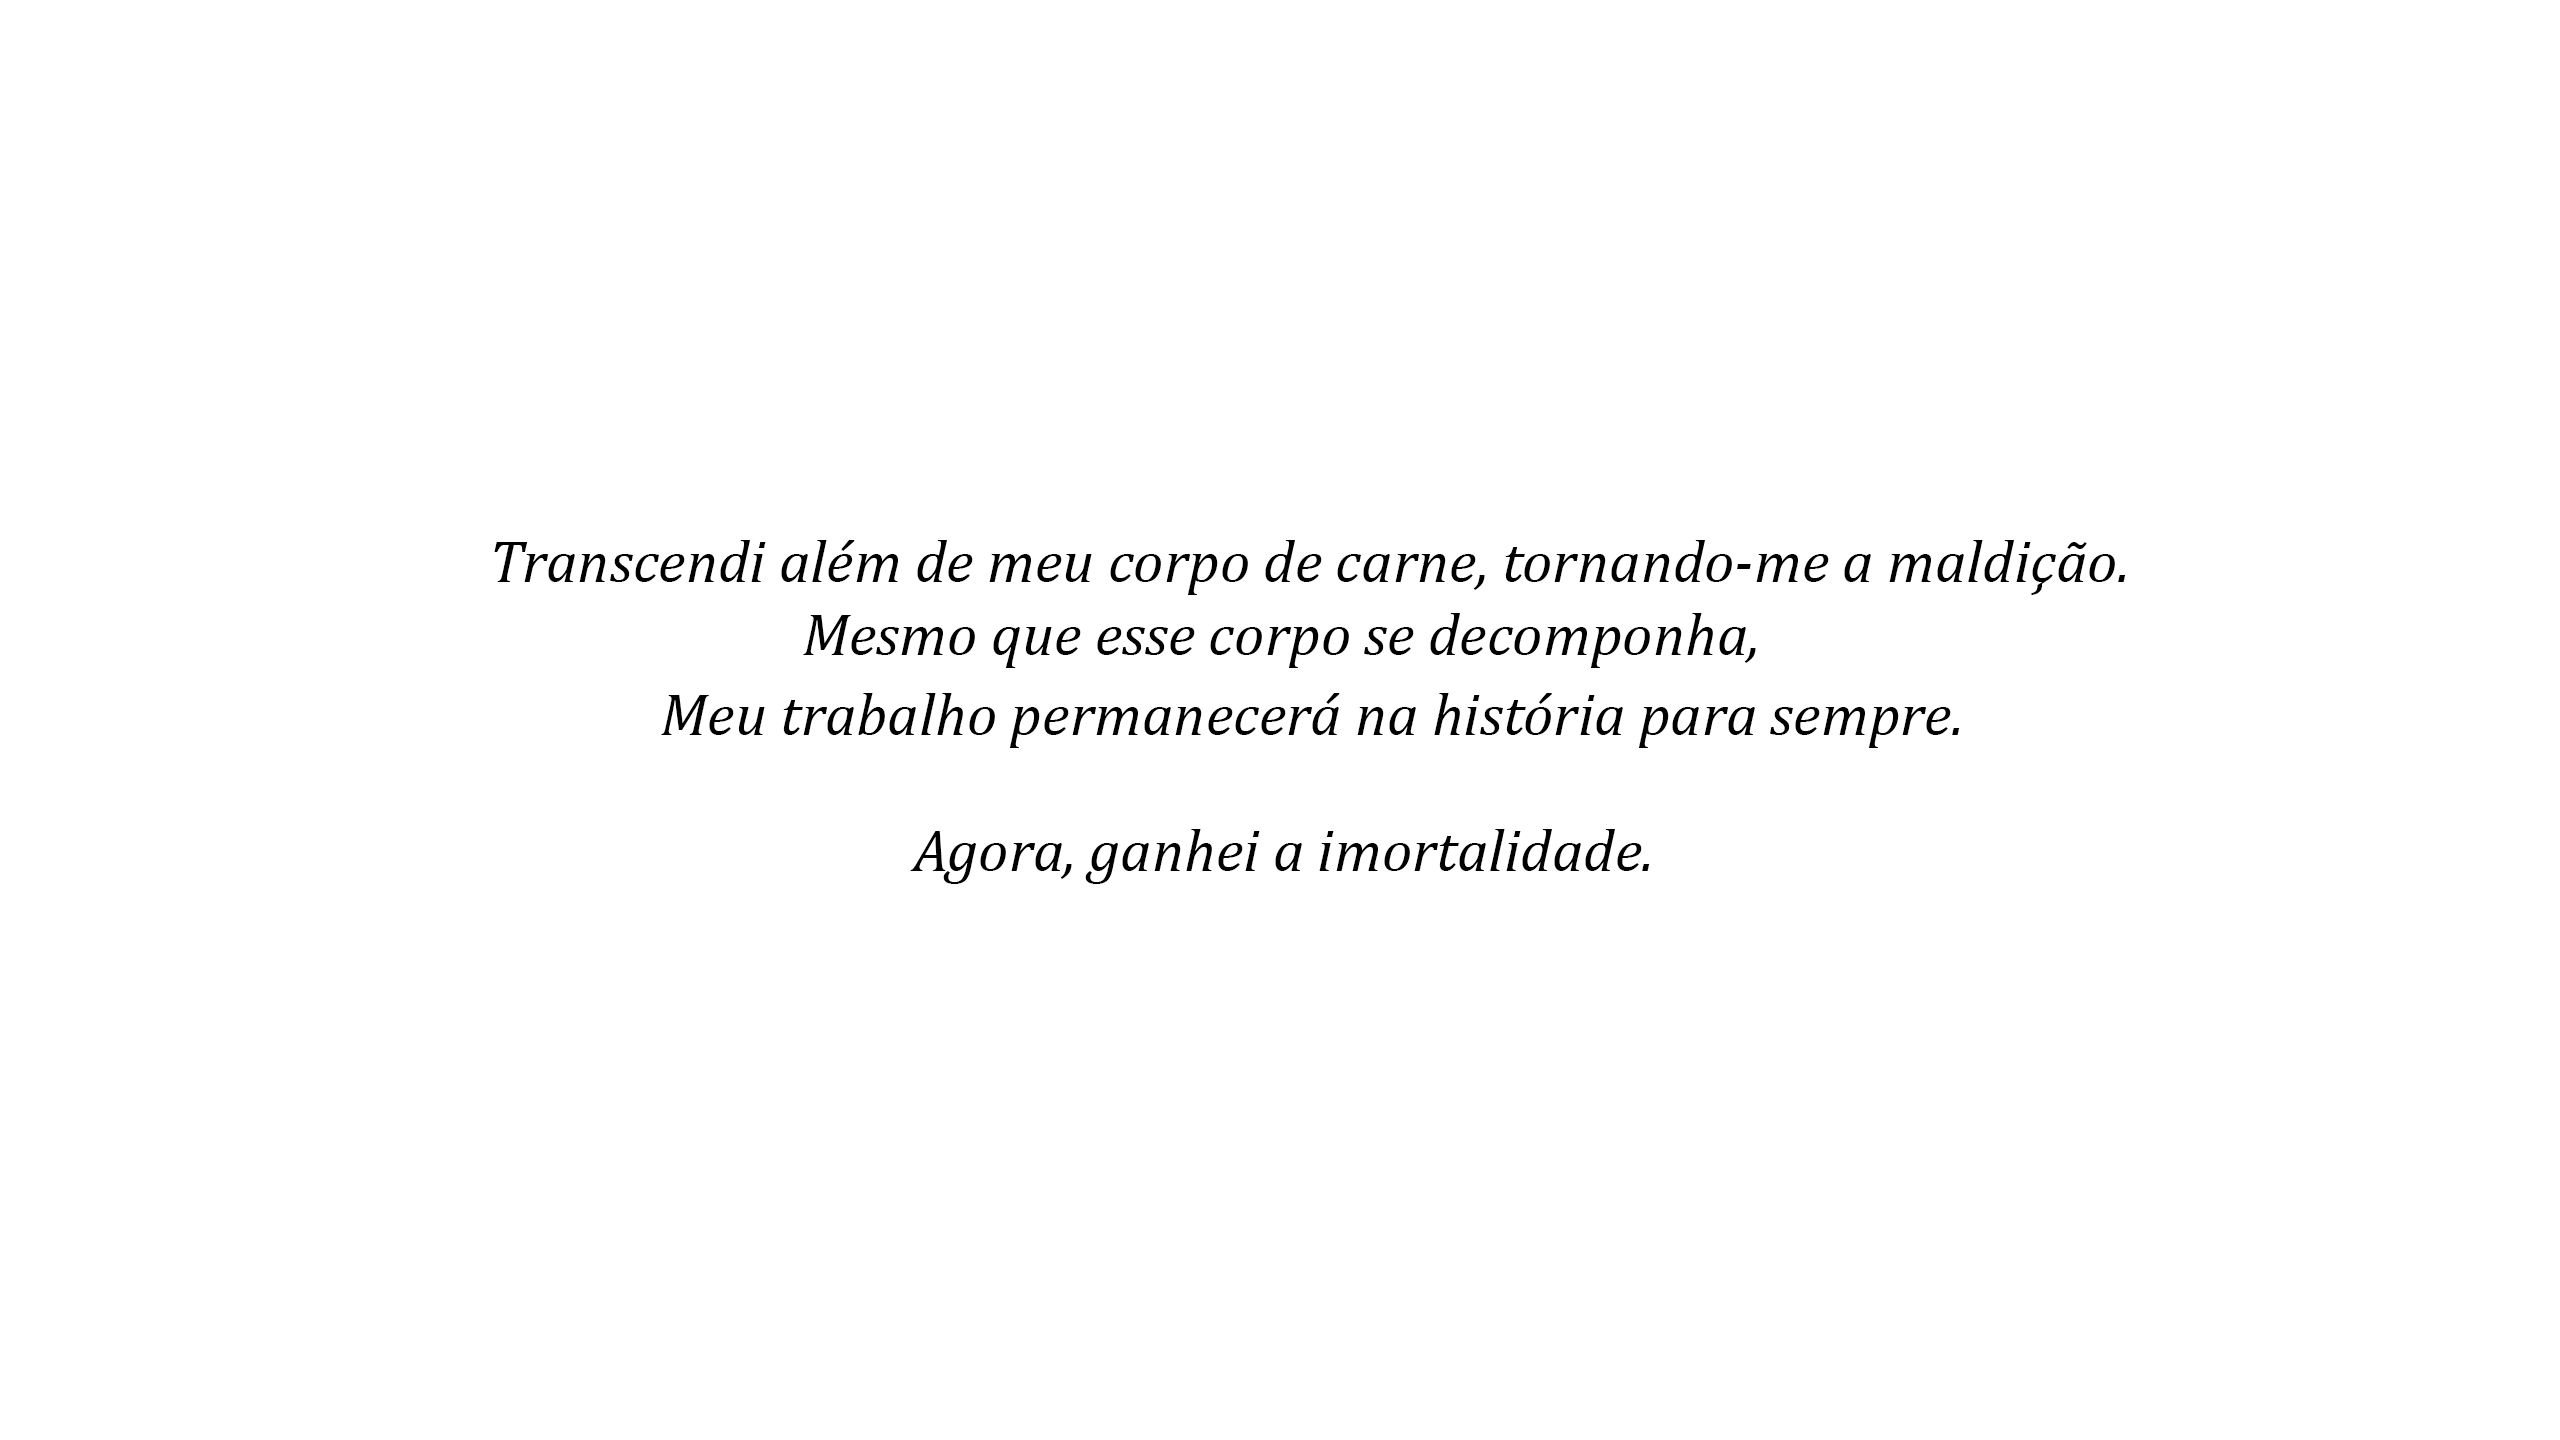 Transcendi além de meu corpo de carne, tornando-me a maldição.
Mesmo que esse corpo se decomponha,
Meu trabalho permanecerá na história para sempre.
Agora, ganhei a imortalidade.